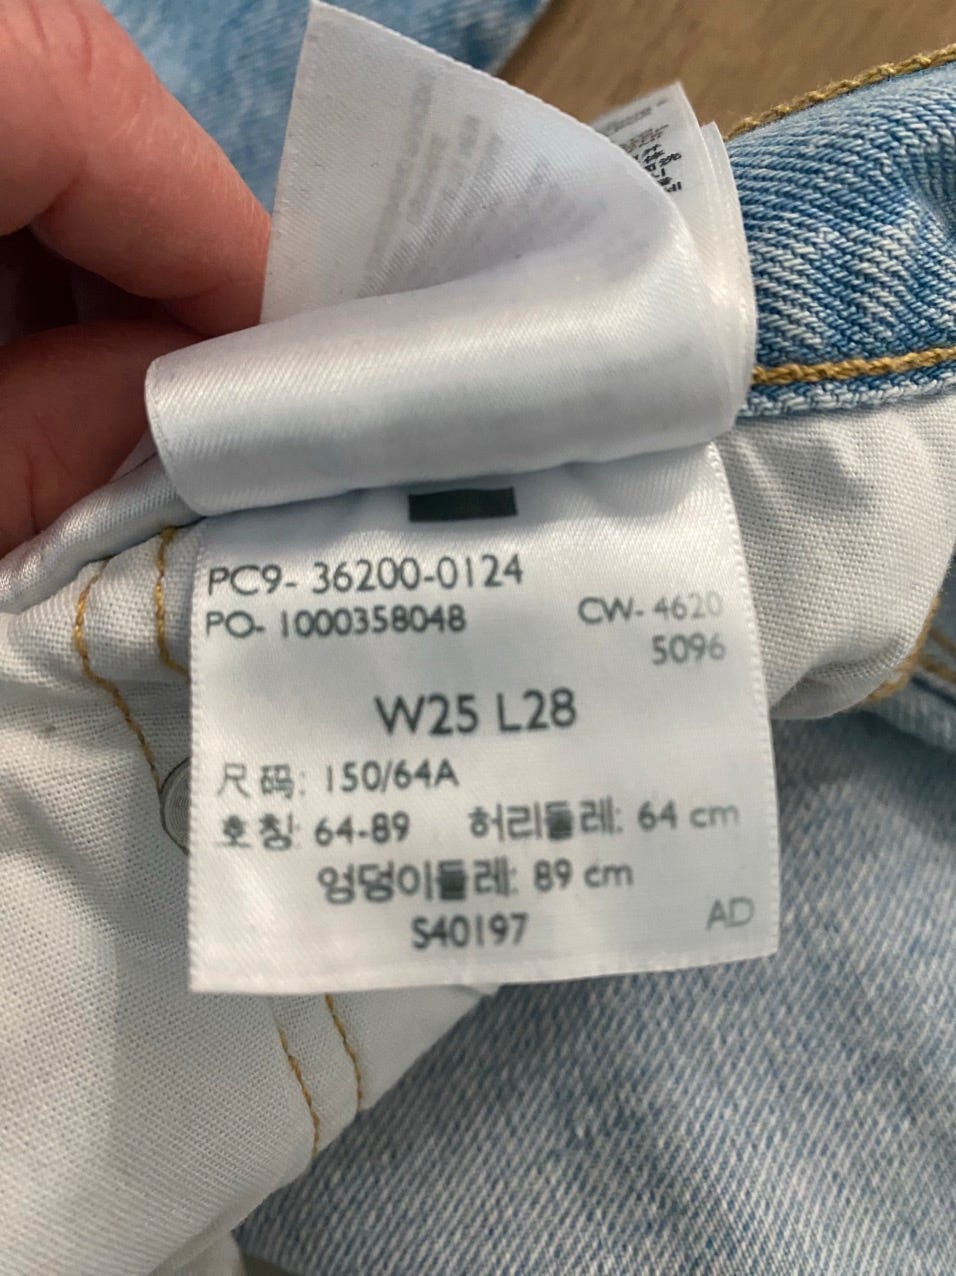 PC9- 36200-0124
PO- 1000358048 CW- 4620
5096
W25 L28
尺码: 150/64A
호칭: 64-89 허리둘레: 64 cm
엉덩이둘레: 89 cm
S40197 AD